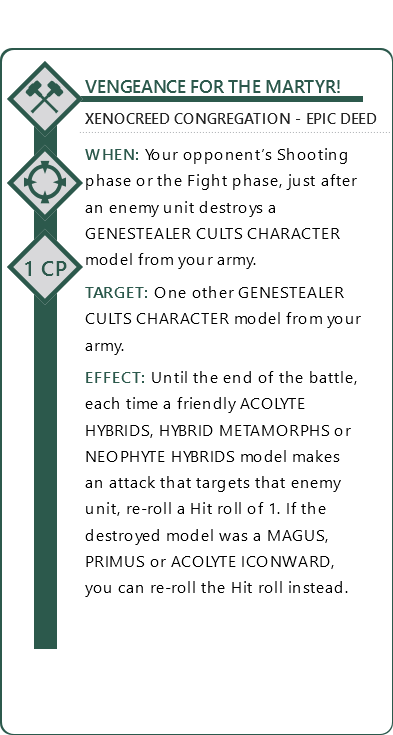 VENGEANCE FOR THE MARTYR!
XENOCREED CONGREGATION - EPIC DEED
WHEN: Your opponent's Shooting
phase or the Fight phase, just after
an enemy unit destroys a
GENESTEALER CULTS CHARACTER
model from your army.
1 CP
TARGET: One other GENESTEALER
CULTS CHARACTER model from your
army.
EFFECT: Until the end of the battle,
each time a friendly ACOLYTE
HYBRIDS, HYBRID METAMORPHS or
NEOPHYTE HYBRIDS model makes
an attack that targets that enemy
unit, re-roll a Hit roll of 1. If the
destroyed model was a MAGUS,
PRIMUS or ACOLYTE ICONWARD,
you can re-roll the Hit roll instead.